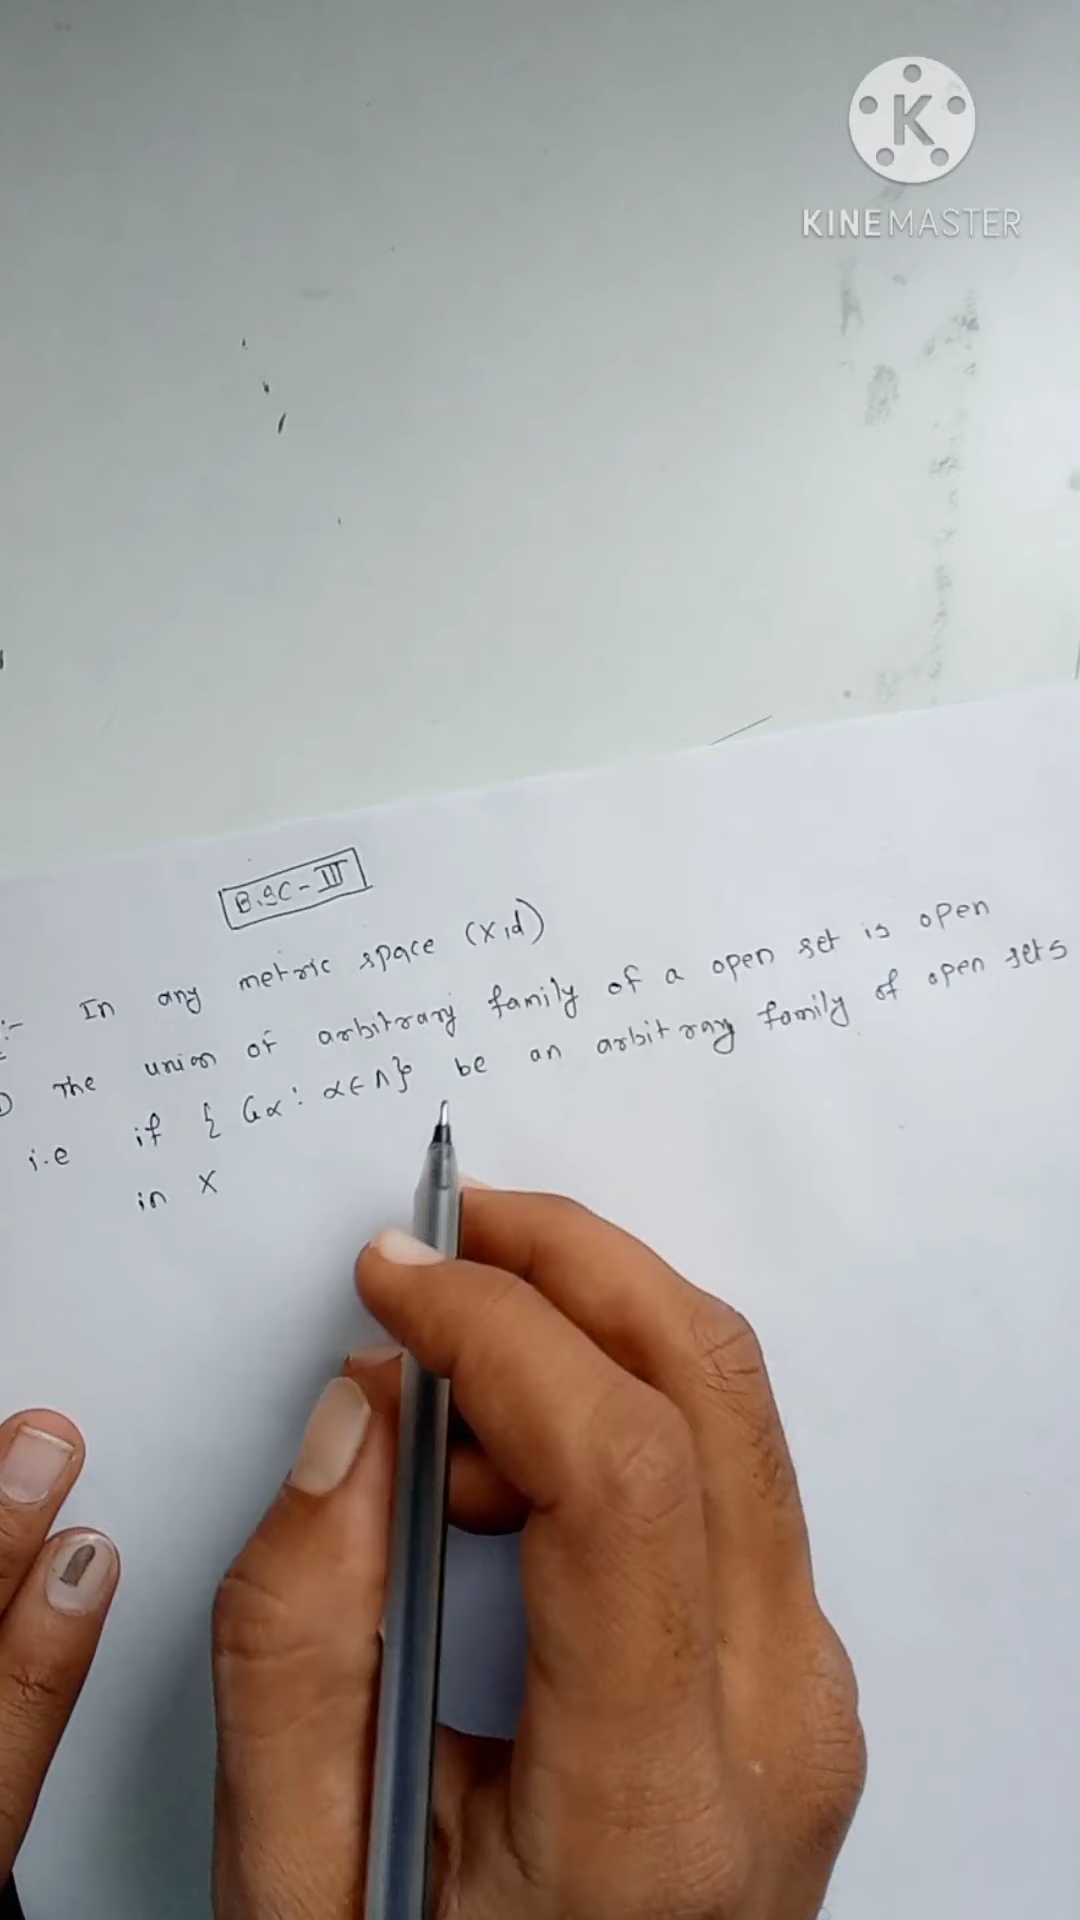 K
KINEMASTER
B.SC-III
:- In any metric space (X,d)
① The union of arbitrary family of a open set is open
i.e if { Gα : α∈Λ} be an arbitrary family of open sets
in X